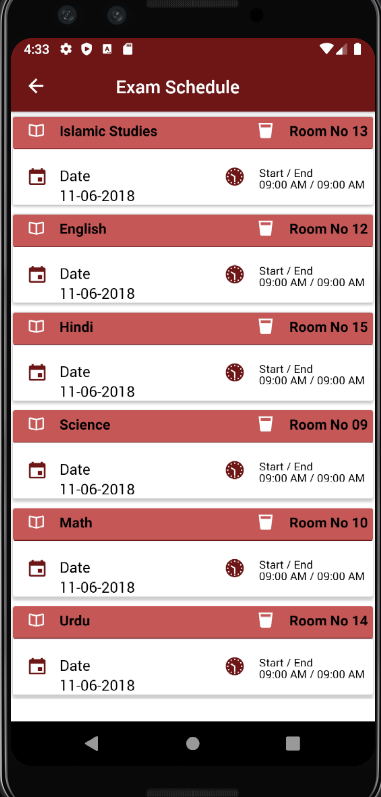 4:33
Exam Schedule
Islamic Studies Room No 13
Date
11-06-2018
Start / End
09:00 AM / 09:00 AM
English Room No 12
Date
11-06-2018
Start / End
09:00 AM / 09:00 AM
Hindi Room No 15
Date
11-06-2018
Start / End
09:00 AM / 09:00 AM
Science Room No 09
Date
11-06-2018
Start / End
09:00 AM / 09:00 AM
Math Room No 10
Date
11-06-2018
Start / End
09:00 AM / 09:00 AM
Urdu Room No 14
Date
11-06-2018
Start / End
09:00 AM / 09:00 AM